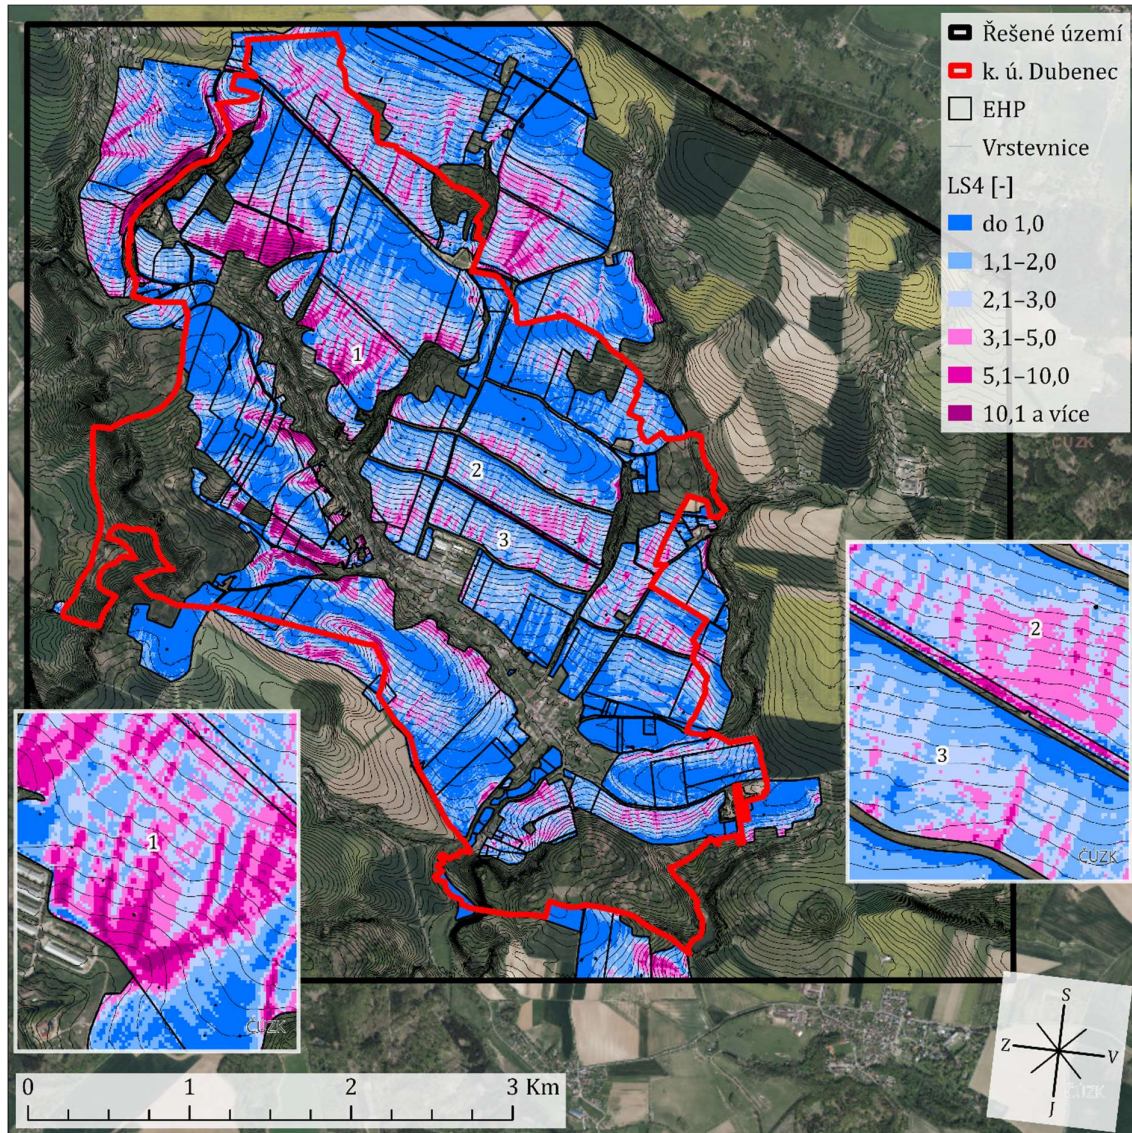 Řešené území
k. ú. Dubenec
EHP
Vrstevnice
LS4 [-]
do 1,0
1,1–2,0
2,1–3,0
3,1–5,0
5,1–10,0
10,1 a více
ČÚZK
1
2
3
2
3
ČÚZK
1
ČÚZK
S
Z
V
J
ČÚZK
0 1 2 3 Km